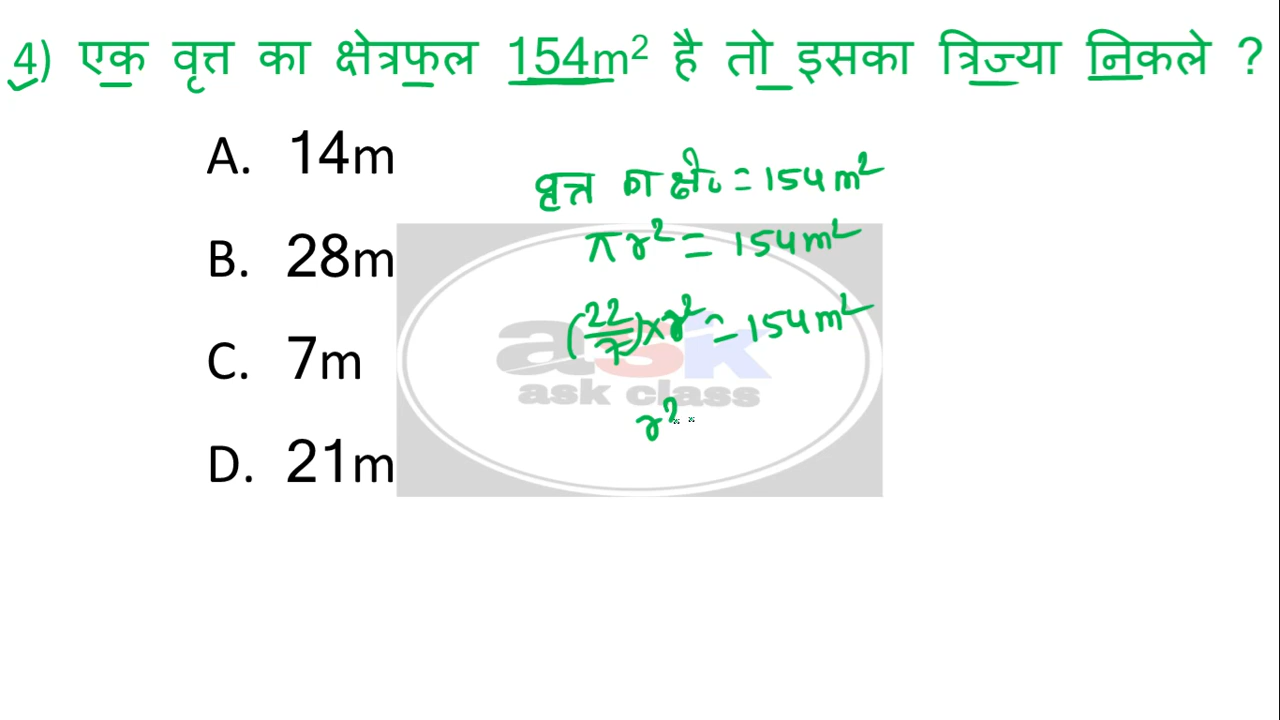 4) एक वृत्त का क्षेत्रफल 154m² है तो इसका त्रिज्या निकले ?
A. 14m
B. 28m
C. 7m
D. 21m
वृत्त का क्षे० = 154m²
πr² = 154m²
(22/7)×r² = 154m²
r²
ask
ask class